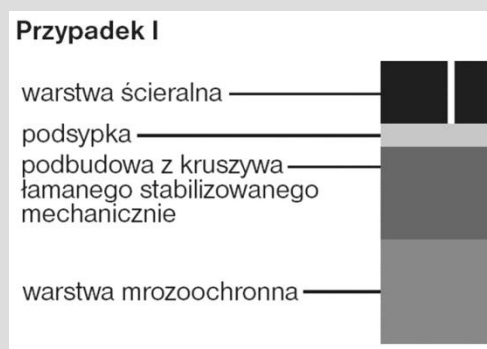 Przypadek I
warstwa ścieralna
podsypka
podbudowa z kruszywa
łamanego stabilizowanego
mechanicznie
warstwa mrozoochronna